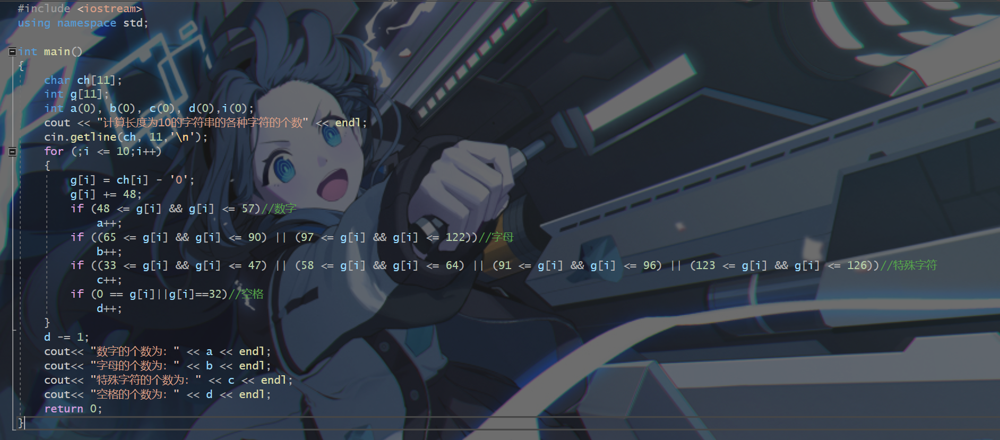 #include <iostream>
using namespace std;
int main()
{
char ch[11];
int g[11];
int a(0), b(0), c(0), d(0),i(0);
cout << "计算长度为10的字符串的各种字符的个数" << endl;
cin.getline(ch, 11,'\n');
for (;i <= 10;i++)
{
g[i] = ch[i] - '0';
g[i] += 48;
if (48 <= g[i] && g[i] <= 57)//数字
a++;
if ((65 <= g[i] && g[i] <= 90) || (97 <= g[i] && g[i] <= 122))//字母
b++;
if ((33 <= g[i] && g[i] <= 47) || (58 <= g[i] && g[i] <= 64) || (91 <= g[i] && g[i] <= 96) || (123 <= g[i] && g[i] <= 126))//特殊字符
c++;
if (0 == g[i]||g[i]==32)//空格
d++;
}
d -= 1;
cout<< "数字的个数为: " << a << endl;
cout<< "字母的个数为: " << b << endl;
cout<< "特殊字符的个数为: " << c << endl;
cout<< "空格的个数为: " << d << endl;
return 0;
}